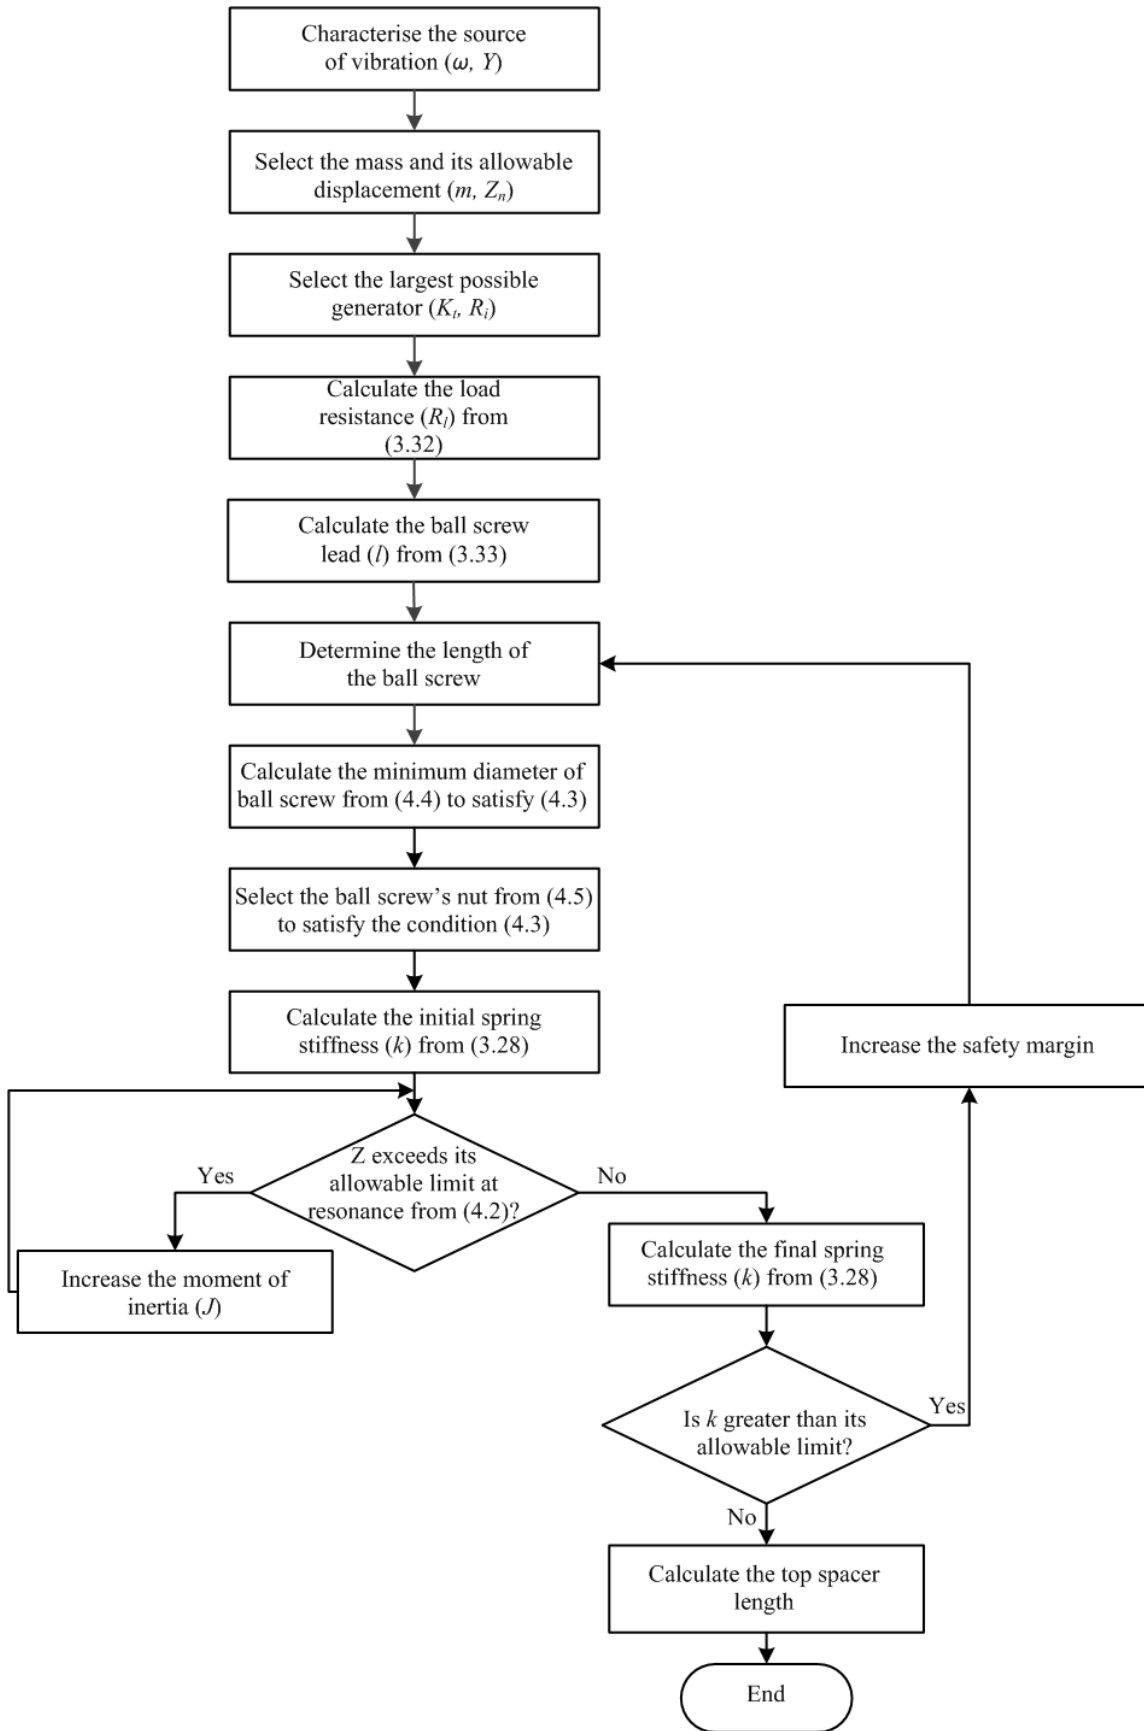 Characterise the source
of vibration (ω, Y)
Select the mass and its allowable
displacement (m, Zn)
Select the largest possible
generator (Kt, Ri)
Calculate the load
resistance (Rl) from
(3.32)
Calculate the ball screw
lead (l) from (3.33)
Determine the length of
the ball screw
Calculate the minimum diameter of
ball screw from (4.4) to satisfy (4.3)
Select the ball screw’s nut from (4.5)
to satisfy the condition (4.3)
Calculate the initial spring
stiffness (k) from (3.28)
Increase the safety margin
Z exceeds its
allowable limit at
resonance from (4.2)?
Yes
No
Increase the moment of
inertia (J)
Calculate the final spring
stiffness (k) from (3.28)
Is k greater than its
allowable limit?
Yes
No
Calculate the top spacer
length
End